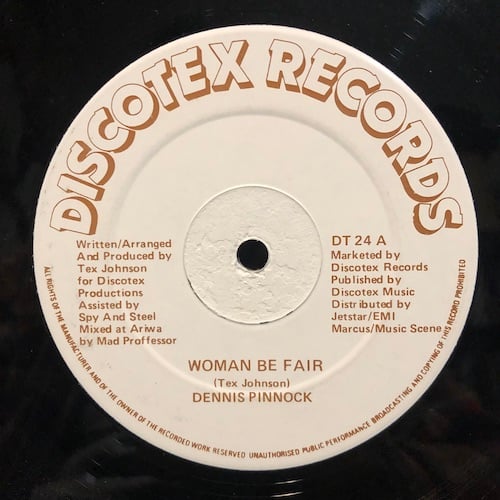 DISCOTEX RECORDS
Written/Arranged
And Produced by
Tex Johnson
for Discotex
Productions
Assisted by
Spy And Steel
Mixed at Ariwa
by Mad Proffessor
DT 24 A
Marketed by
Discotex Records
Published by
Discotex Music
Distributed by
Jetstar/EMI
Marcus/Music Scene
WOMAN BE FAIR
(Tex Johnson)
DENNIS PINNOCK
ALL RIGHTS OF THE MANUFACTURER AND OF THE OWNER OF THE RECORDED WORK RESERVED UNAUTHORISED PUBLIC PERFORMANCE BROADCASTING AND COPYING OF HIS RECORD PROHIBITED